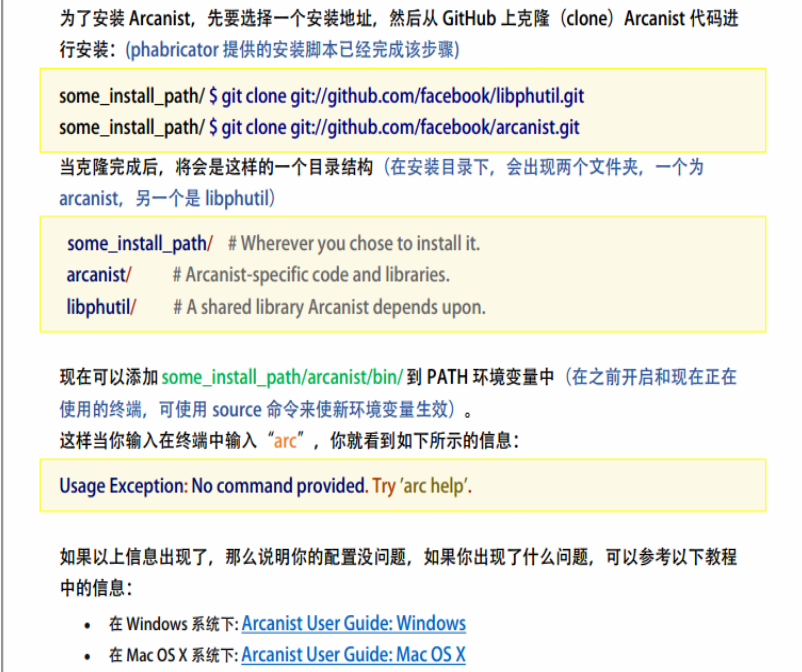 为了安装 Arcanist，先要选择一个安装地址，然后从 GitHub 上克隆（clone）Arcanist 代码进
行安装：(phabricator 提供的安装脚本已经完成该步骤)
some_install_path/ $ git clone git://github.com/facebook/libphutil.git
some_install_path/ $ git clone git://github.com/facebook/arcanist.git
当克隆完成后，将会是这样的一个目录结构（在安装目录下，会出现两个文件夹，一个为
arcanist，另一个是 libphutil）
some_install_path/ # Wherever you chose to install it.
arcanist/ # Arcanist-specific code and libraries.
libphutil/ # A shared library Arcanist depends upon.
现在可以添加 some_install_path/arcanist/bin/ 到 PATH 环境变量中（在之前开启和现在正在
使用的终端，可使用 source 命令来使新环境变量生效）。
这样当你输入在终端中输入“arc”，你就看到如下所示的信息：
Usage Exception: No command provided. Try 'arc help'.
如果以上信息出现了，那么说明你的配置没问题，如果你出现了什么问题，可以参考以下教程
中的信息：
• 在 Windows 系统下: Arcanist User Guide: Windows
• 在 Mac OS X 系统下: Arcanist User Guide: Mac OS X